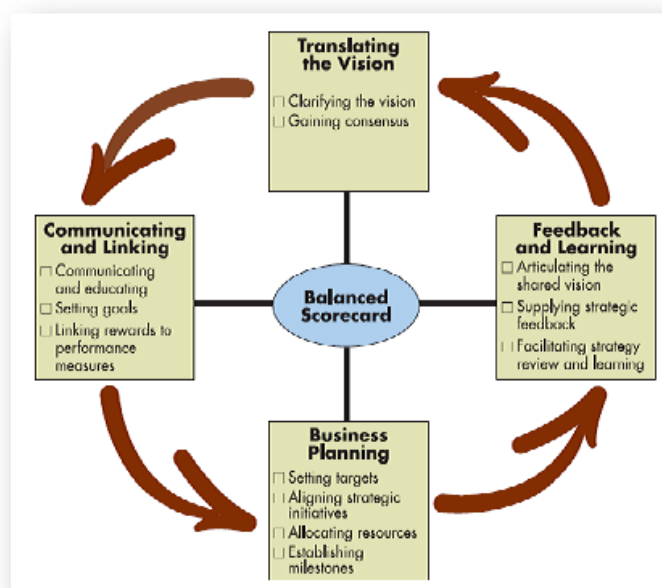 Translating
the Vision
□ Clarifying the vision
□ Gaining consensus
Communicating
and Linking
□ Communicating
and educating
□ Setting goals
□ Linking rewards to
performance
measures
Balanced
Scorecard
Feedback
and Learning
□ Articulating the
shared vision
□ Supplying strategic
feedback
□ Facilitating strategy
review and learning
Business
Planning
□ Setting targets
□ Aligning strategic
initiatives
□ Allocating resources
□ Establishing
milestones